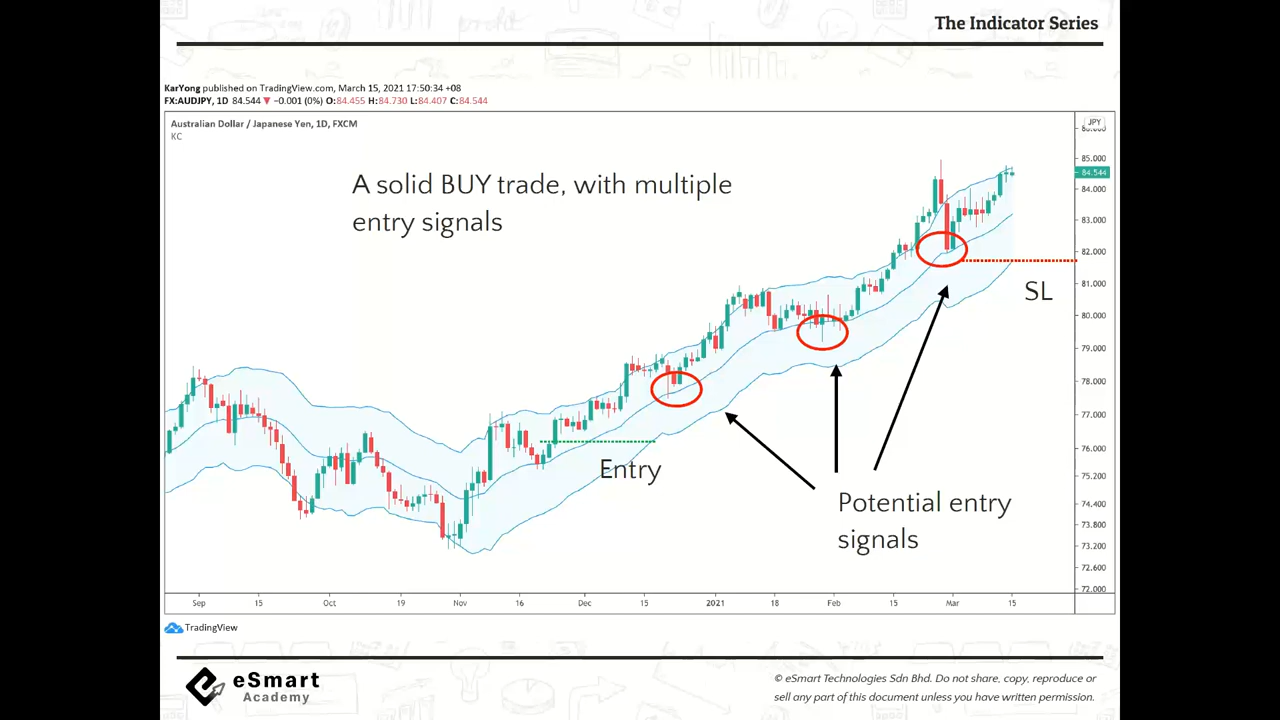 The Indicator Series
KarYong published on TradingView.com, March 15, 2021 17:50:34 +08
FX:AUDJPY, 1D 84.544 ▼ −0.001 (0%) O:84.455 H:84.730 L:84.407 C:84.544
Australian Dollar / Japanese Yen, 1D, FXCM
KC
JPY
A solid BUY trade, with multiple
entry signals
85.000
84.544
84.000
83.000
82.000
81.000
80.000
79.000
78.000
77.000
76.000
75.200
74.400
73.800
73.200
72.600
72.000
SL
Entry
Potential entry
signals
Sep 15 Oct 19 Nov 16 Dec 15 2021 18 Feb 15 Mar 15
TradingView
eSmart
Academy
© eSmart Technologies Sdn Bhd. Do not share, copy, reproduce or
sell any part of this document unless you have written permission.